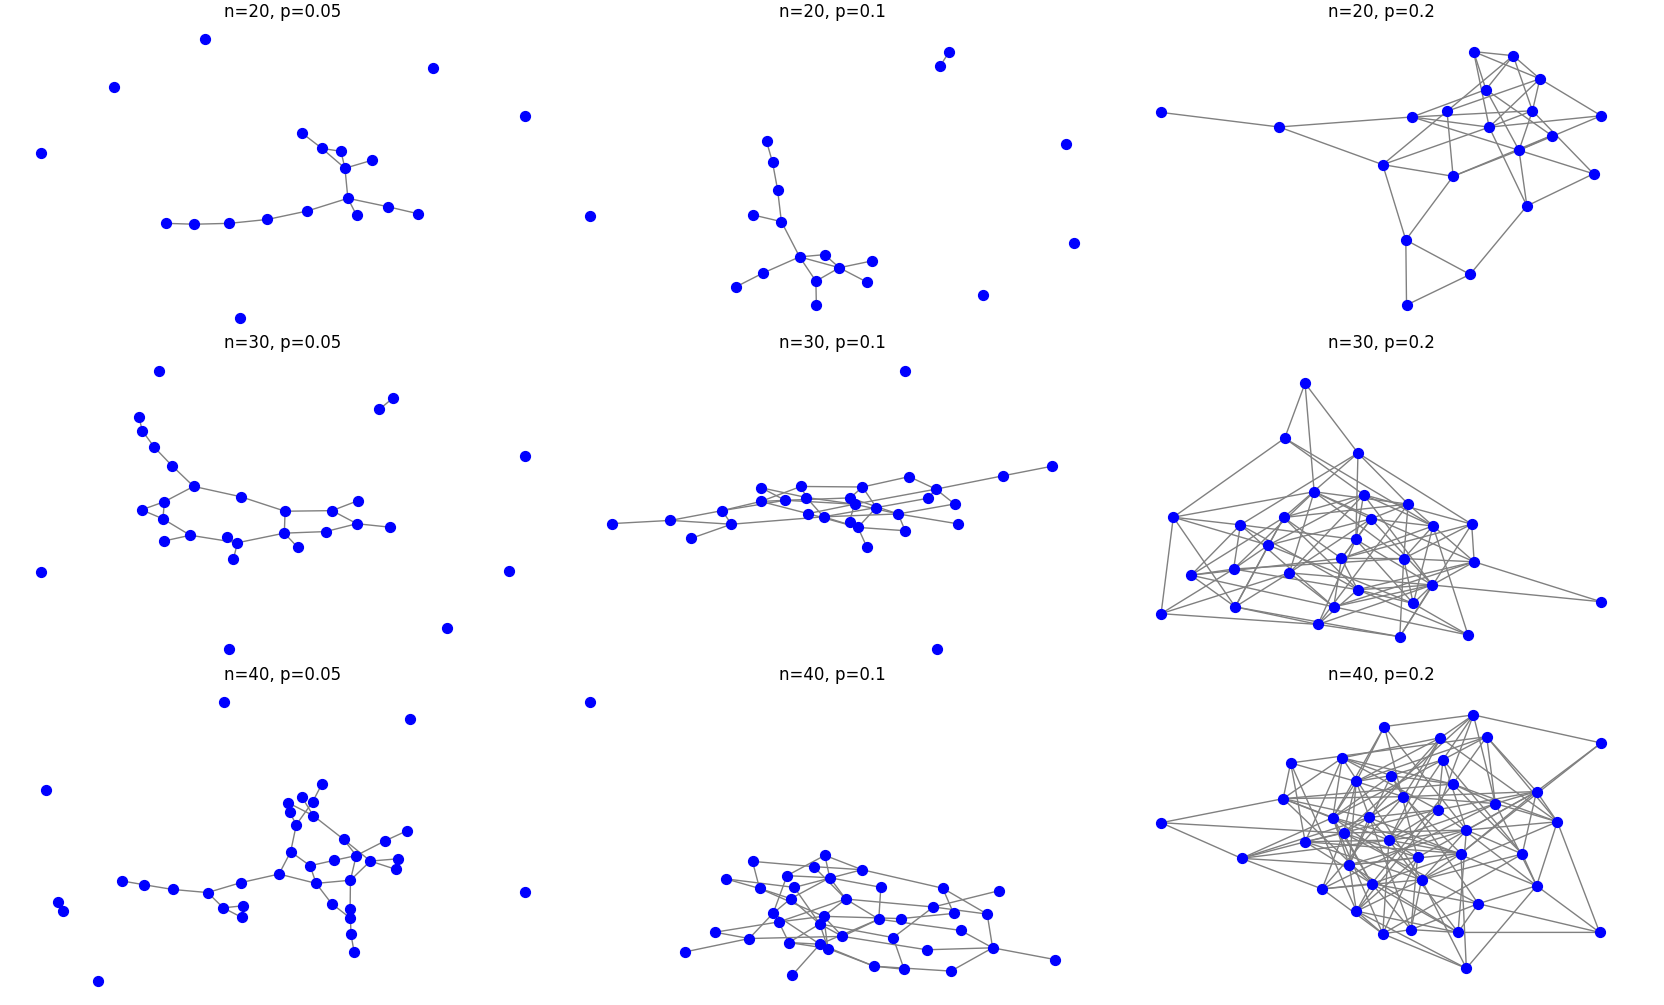 n=20, p=0.05
n=20, p=0.1
n=20, p=0.2
n=30, p=0.05
n=30, p=0.1
n=30, p=0.2
n=40, p=0.05
n=40, p=0.1
n=40, p=0.2